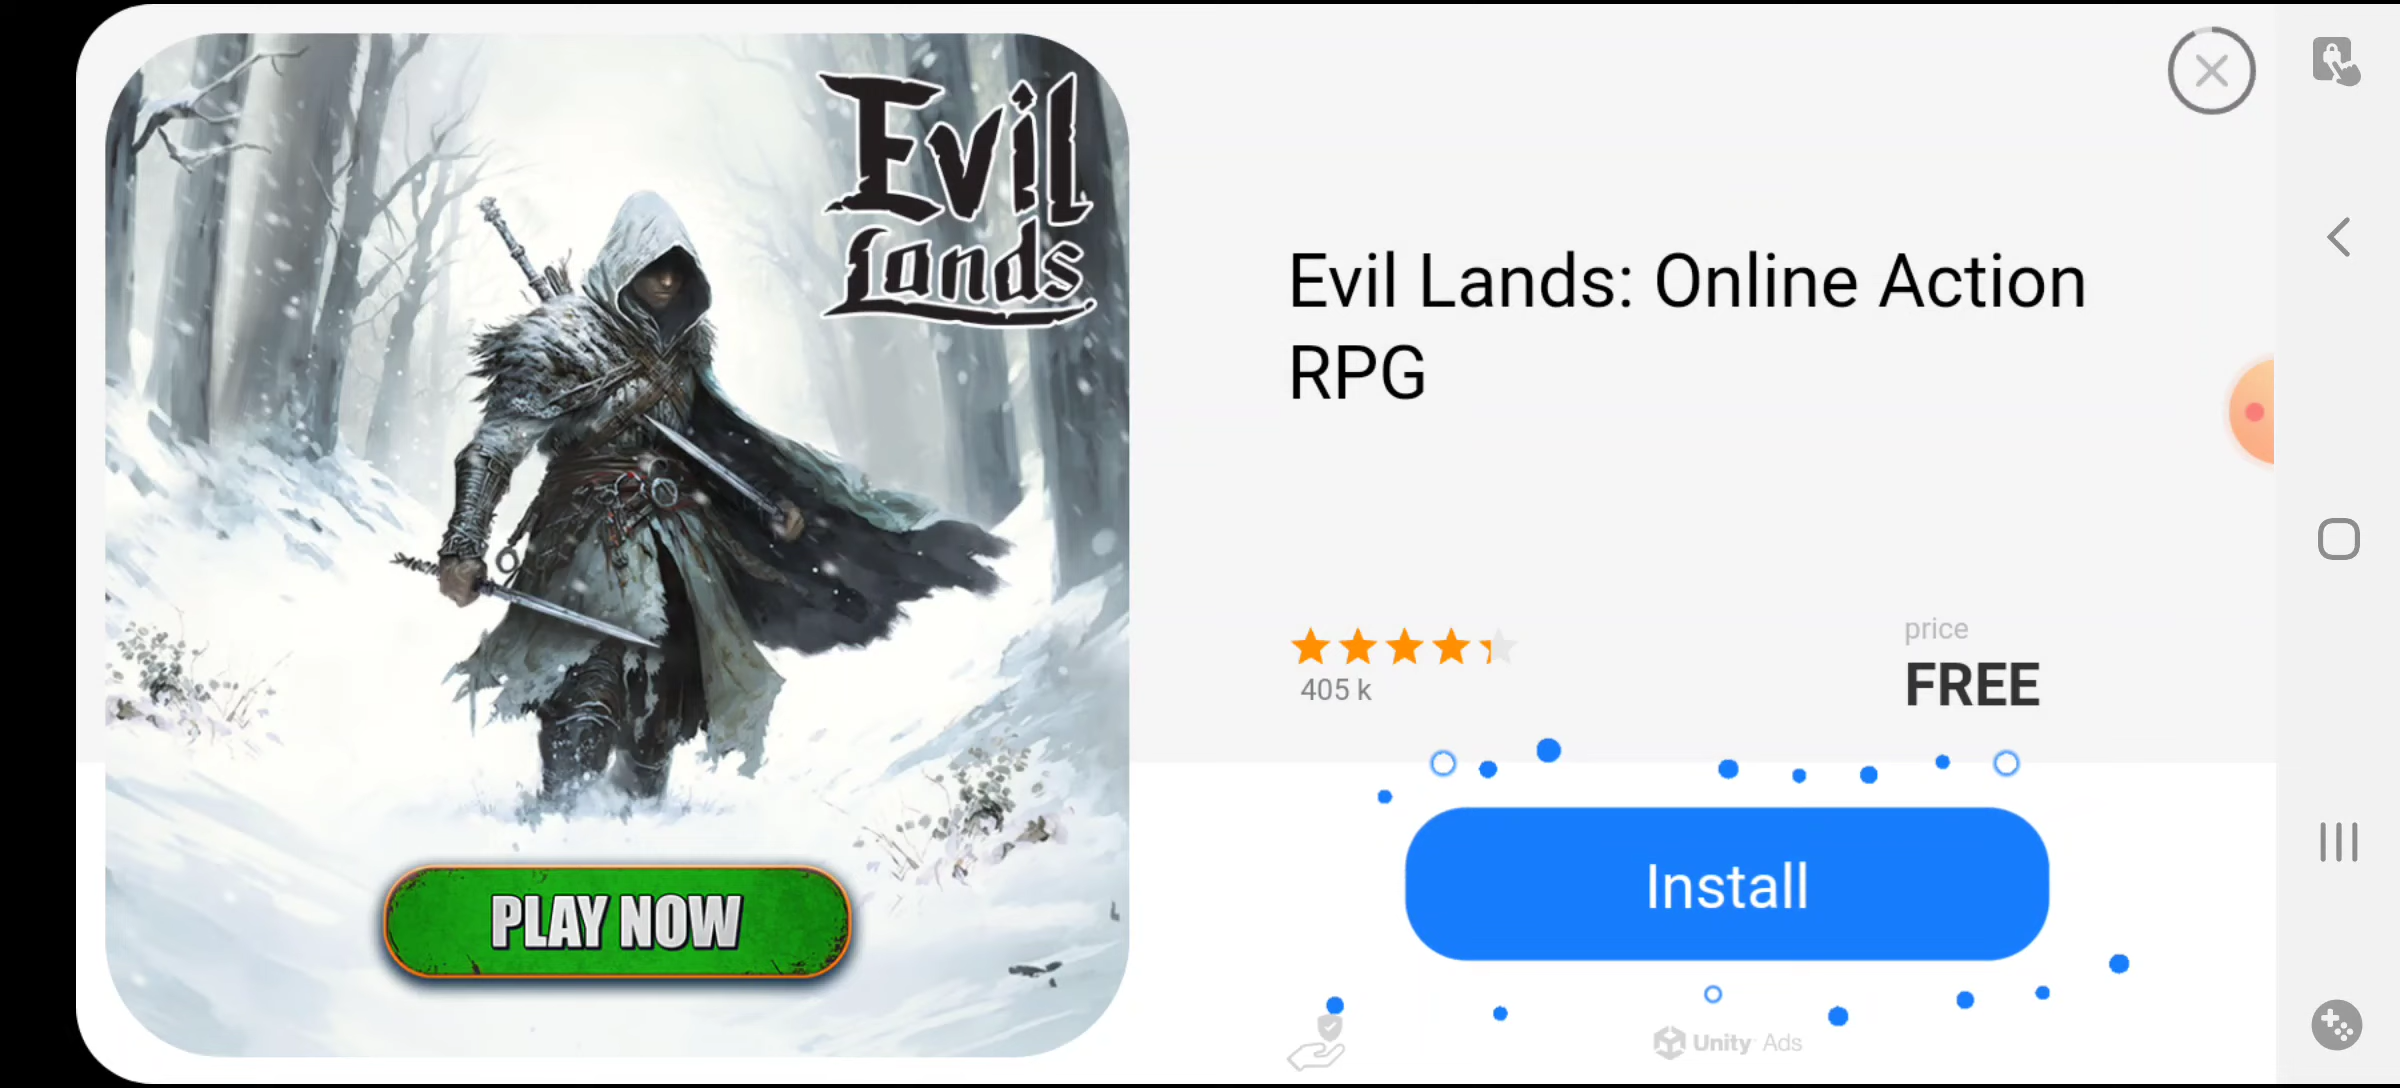 Evil
Lands
PLAY NOW
Evil Lands: Online Action
RPG
405 k
price
FREE
Install
Unity Ads